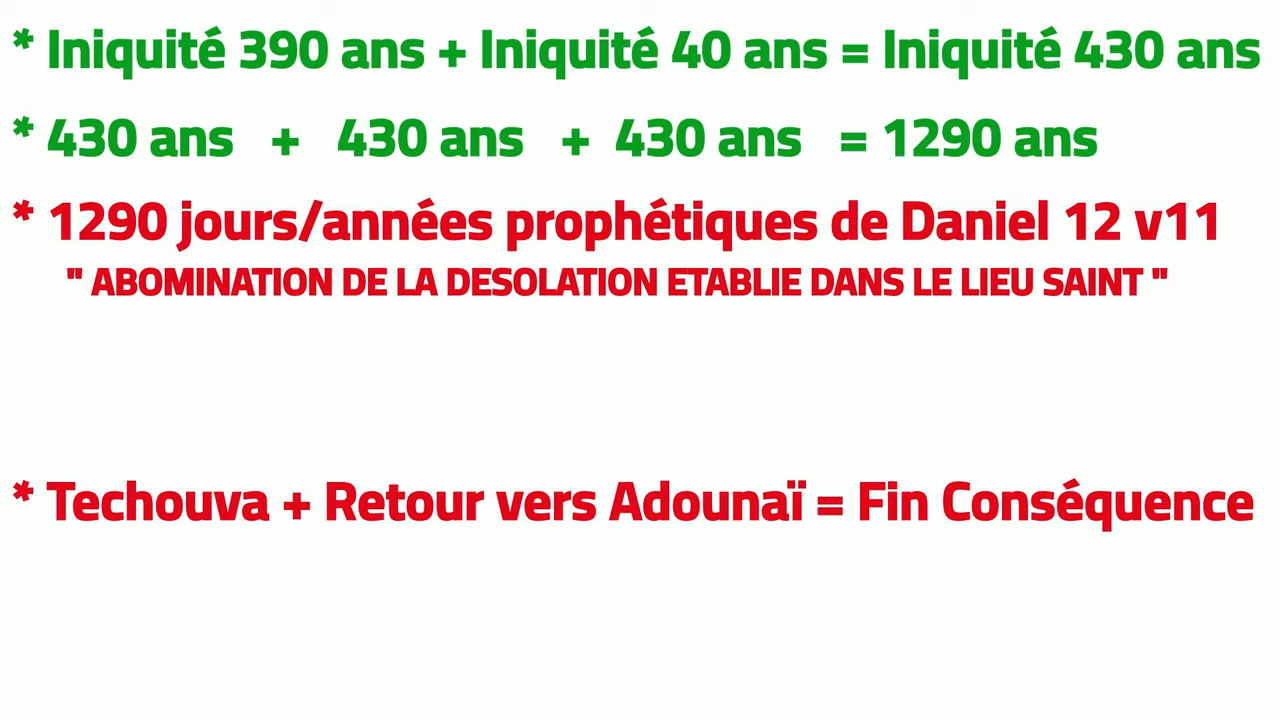 * Iniquité 390 ans + Iniquité 40 ans = Iniquité 430 ans
* 430 ans + 430 ans + 430 ans = 1290 ans
* 1290 jours/années prophétiques de Daniel 12 v11
" ABOMINATION DE LA DESOLATION ETABLIE DANS LE LIEU SAINT "
* Techouva + Retour vers Adounaï = Fin Conséquence